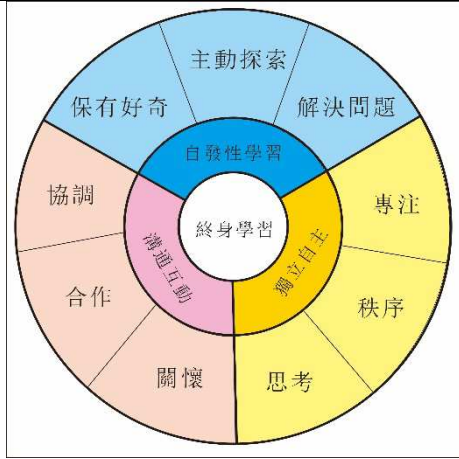 主動探索
保有好奇
解決問題
自發性學習
協調
專注
終身學習
溝通互動
獨立自主
合作
秩序
關懷
思考